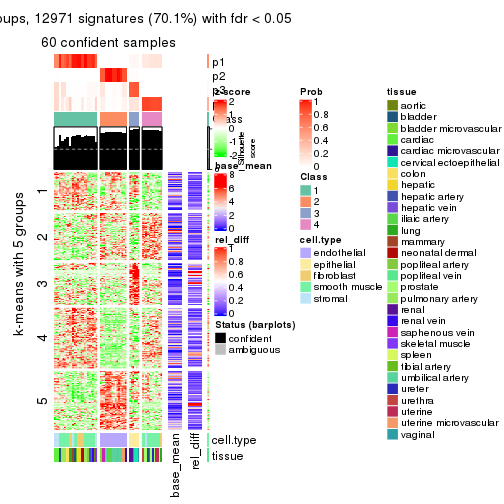 oups, 12971 signatures (70.1%) with fdr < 0.05
60 confident samples
p1
p2
p3
Silhouette
score
1
2
3
4
5
k-means with 5 groups
base_mean
rel_diff
cell.type
tissue
z-score
2
1
0
-1
-2
base_mean
8
6
4
2
0
rel_diff
1
0.8
0.6
0.4
0.2
0
Status (barplots)
confident
ambiguous
Prob
1
0.8
0.6
0.4
0.2
0
Class
1
2
3
4
cell.type
endothelial
epithelial
fibroblast
smooth muscle
stromal
tissue
aortic
bladder
bladder microvascular
cardiac
cardiac microvascular
cervical ectoepithelial
colon
hepatic
hepatic artery
hepatic vein
iliaic artery
lung
mammary
neonatal dermal
popliteal artery
popliteal vein
prostate
pulmonary artery
renal
renal vein
saphenous vein
skeletal muscle
spleen
tibial artery
umbilical artery
ureter
urethra
uterine
uterine microvascular
vaginal